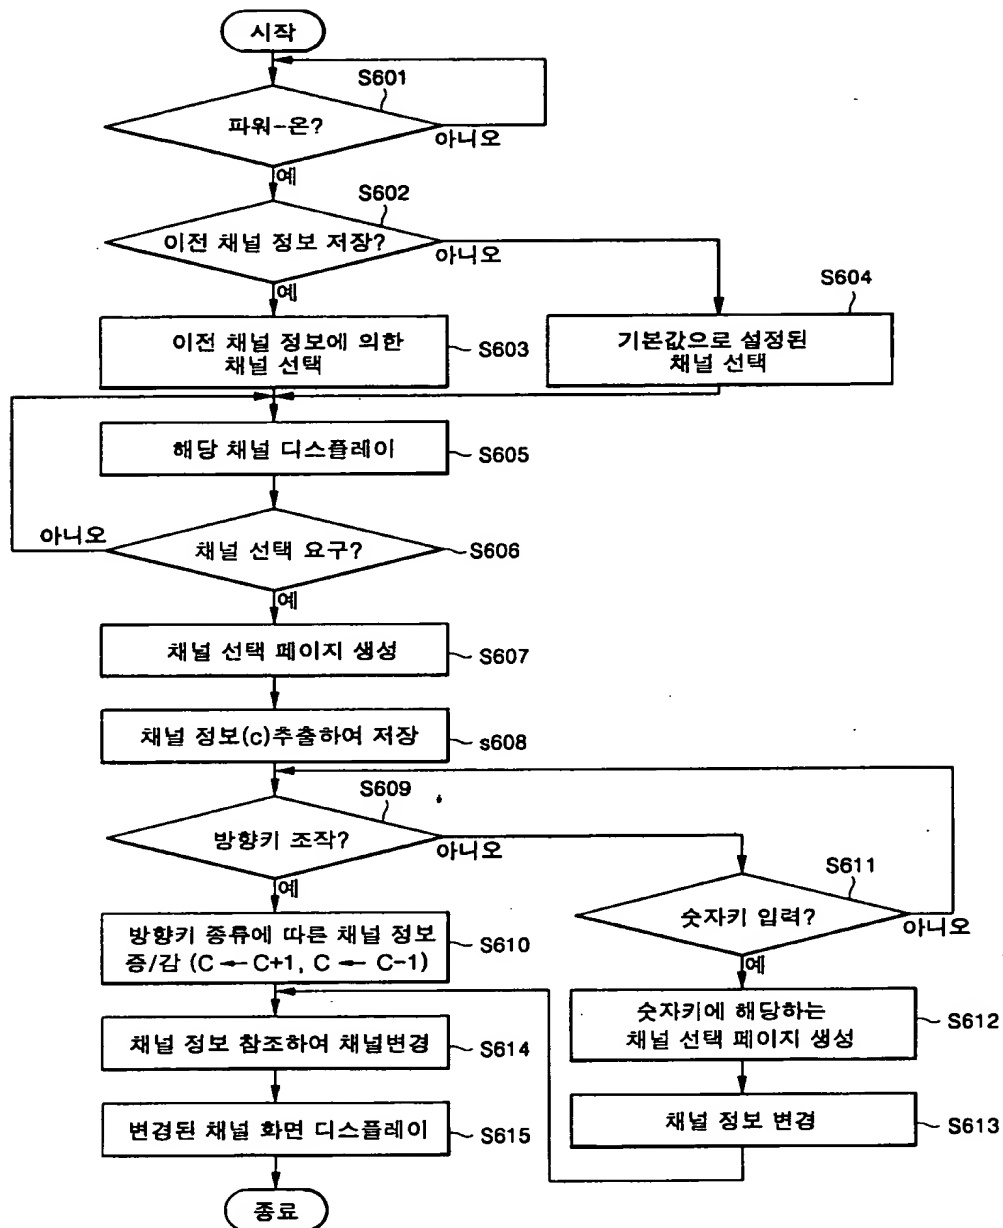 시작
S601
파워-온?
아니오
예
S602
이전 채널 정보 저장?
아니오
예
S604
이전 채널 정보에 의한
채널 선택
S603
기본값으로 설정된
채널 선택
해당 채널 디스플레이
S605
아니오
채널 선택 요구?
S606
예
채널 선택 페이지 생성
S607
채널 정보(c)추출하여 저장
s608
S609
방향키 조작?
아니오
예
S611
숫자키 입력?
아니오
예
방향키 종류에 따른 채널 정보
증/감 (C ← C+1, C ← C-1)
S610
숫자키에 해당하는
채널 선택 페이지 생성
S612
채널 정보 참조하여 채널변경
S614
채널 정보 변경
S613
변경된 채널 화면 디스플레이
S615
종료